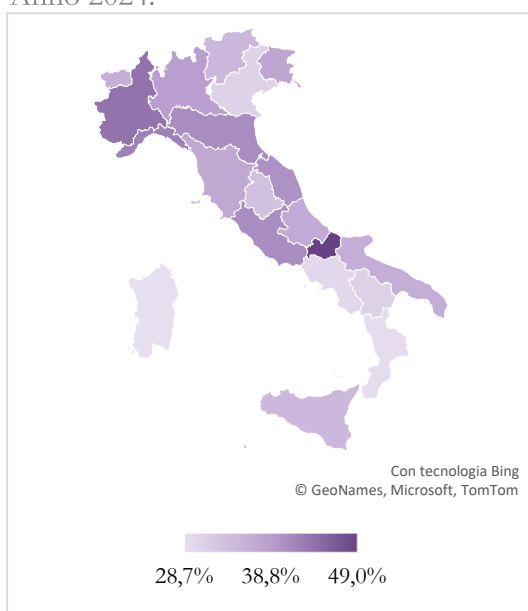 Anno 2024.
Con tecnologia Bing
© GeoNames, Microsoft, TomTom
28,7% 38,8% 49,0%